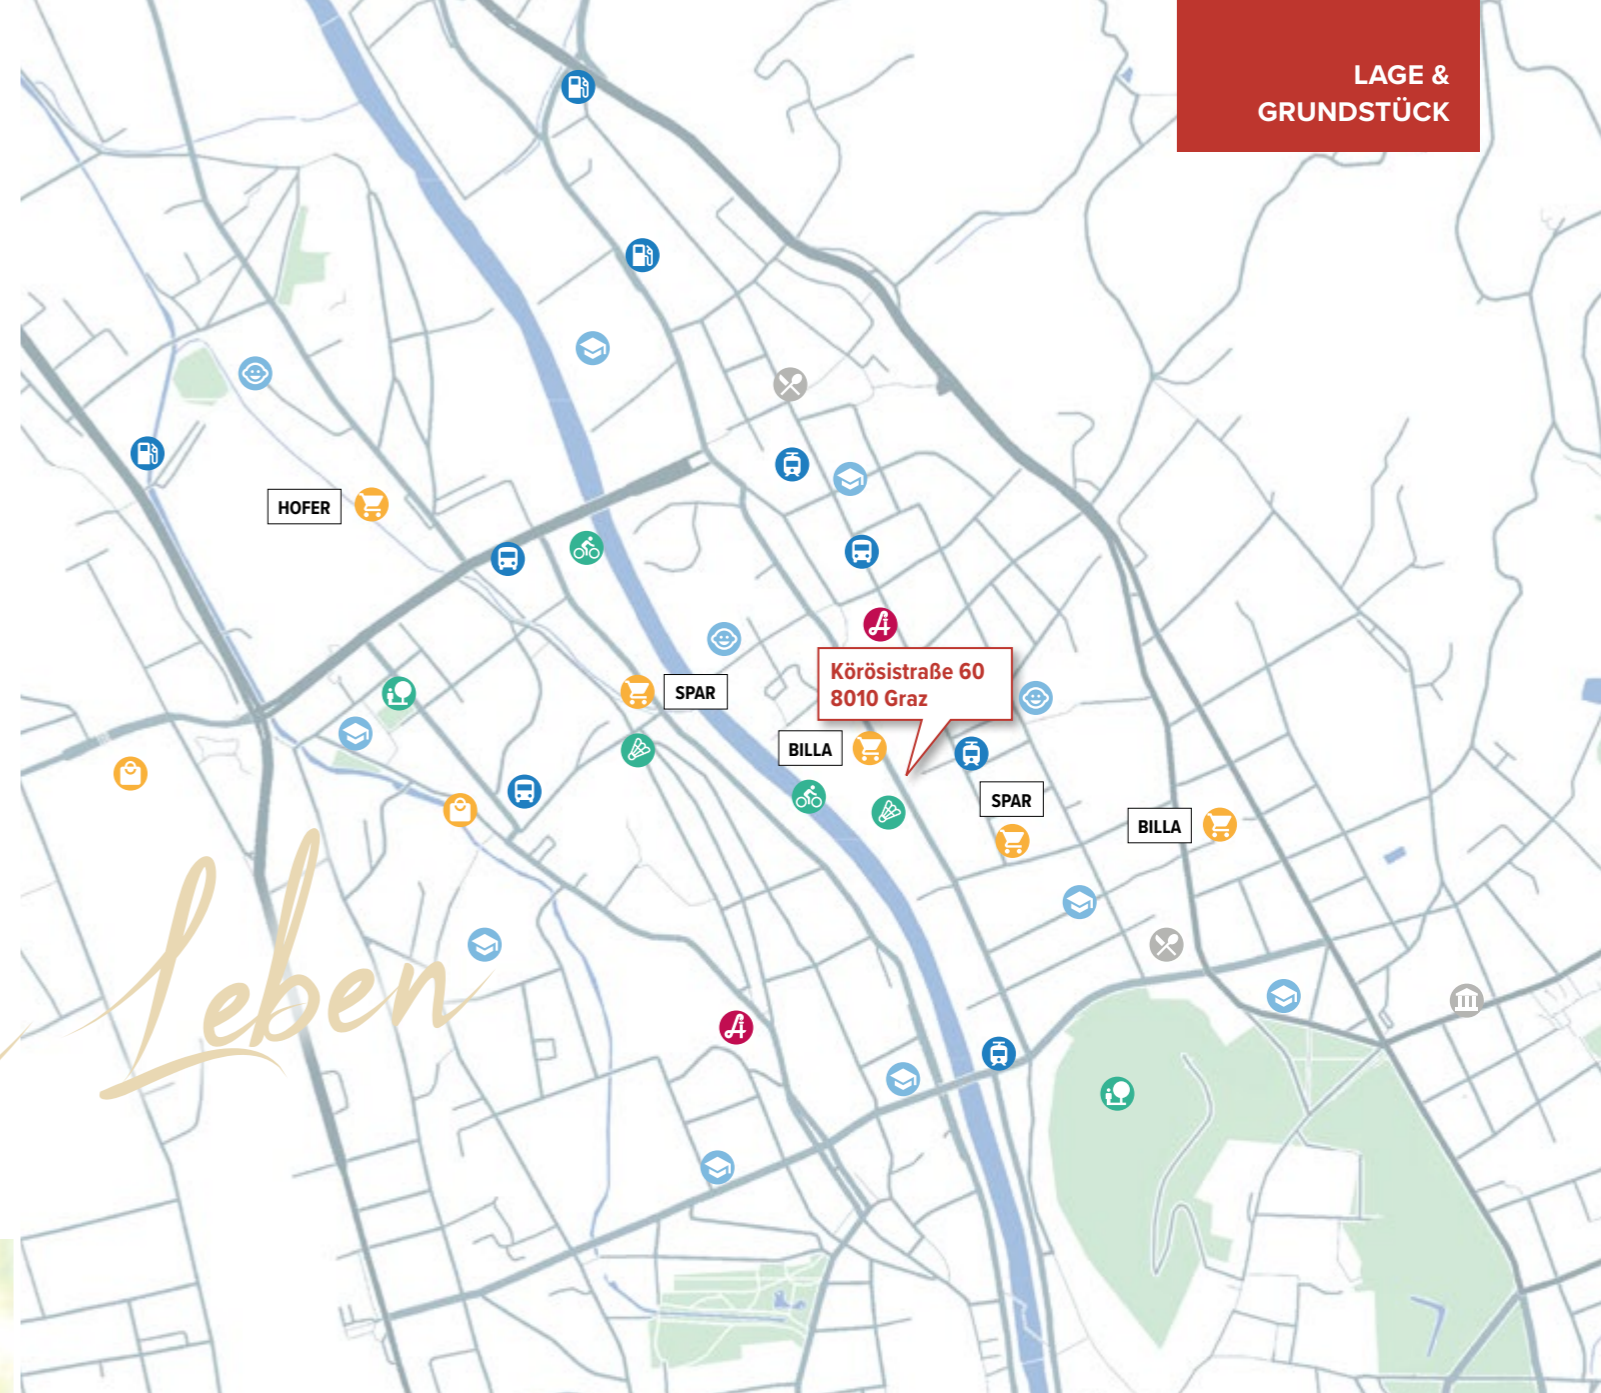 LAGE &
GRUNDSTÜCK
HOFER
SPAR
Körösistraße 60
8010 Graz
BILLA
SPAR
BILLA
Leben